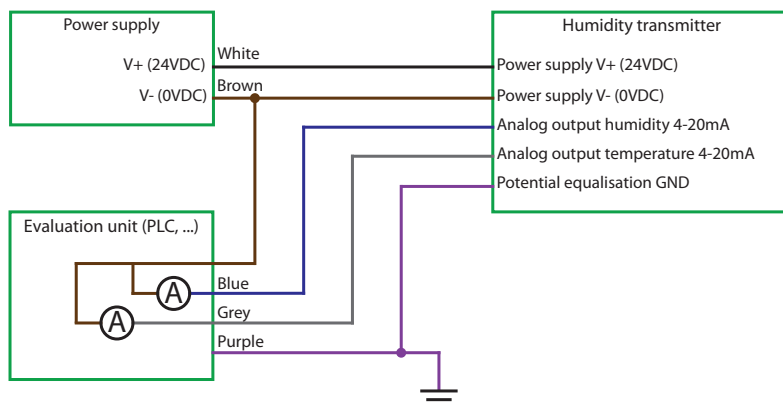 Power supply
V+ (24VDC)
V- (0VDC)
White
Brown
Humidity transmitter
Power supply V+ (24VDC)
Power supply V- (0VDC)
Analog output humidity 4-20mA
Analog output temperature 4-20mA
Potential equalisation GND
Evaluation unit (PLC, ...)
A
Blue
A
Grey
Purple